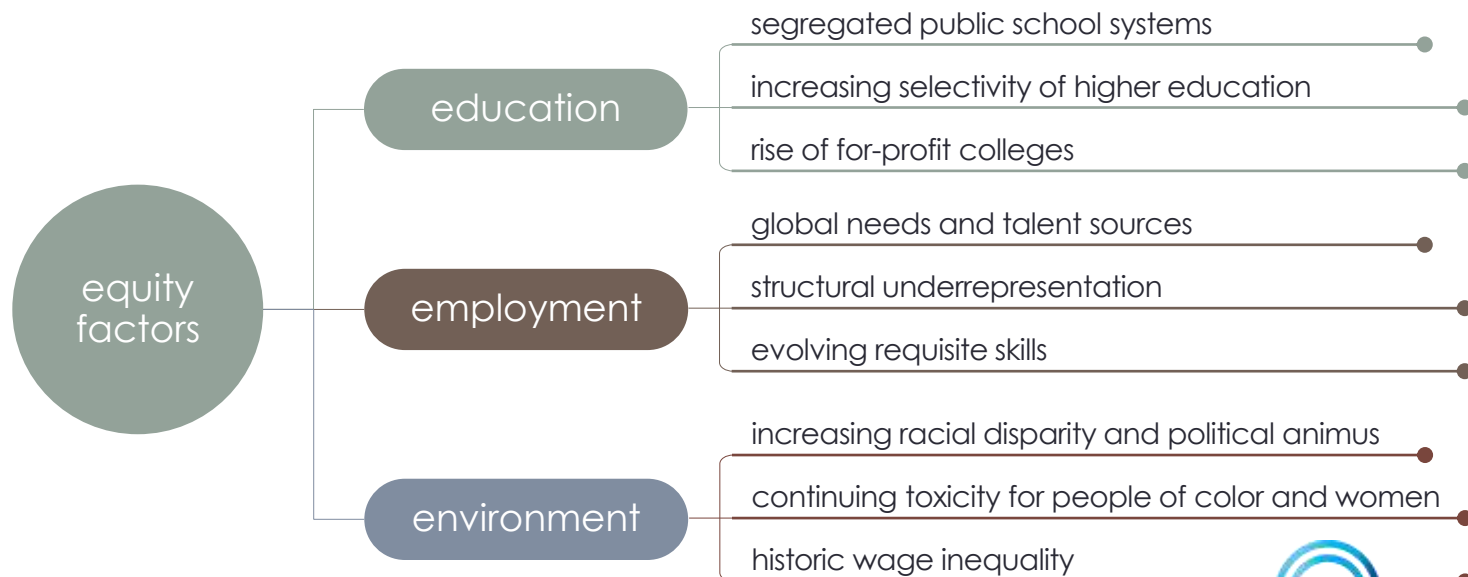 equity
factors
education
segregated public school systems
increasing selectivity of higher education
rise of for-profit colleges
employment
global needs and talent sources
structural underrepresentation
evolving requisite skills
environment
increasing racial disparity and political animus
continuing toxicity for people of color and women
historic wage inequality